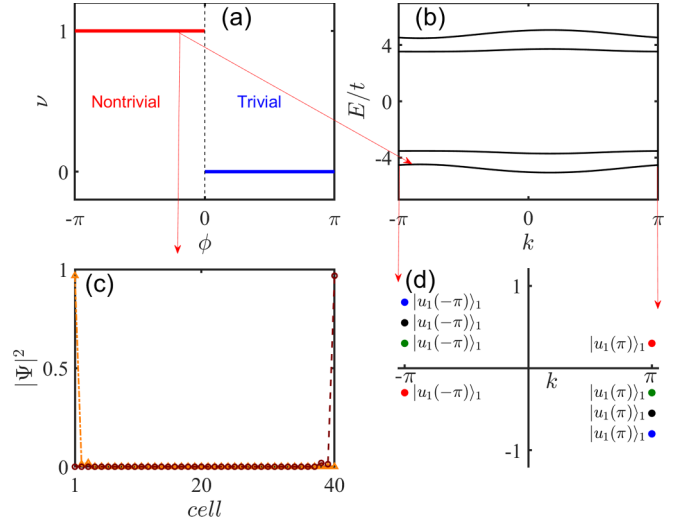 (a)
1
0
ν
Nontrivial
Trivial
-π
0
π
ϕ
(b)
4
0
-4
E/t
-π
0
π
k
(c)
1
0.5
0
|Ψ|²
1
20
40
cell
(d)
1
-1
|u₁(−π)⟩₁
|u₁(−π)⟩₁
|u₁(−π)⟩₁
|u₁(−π)⟩₁
-π
k
π
|u₁(π)⟩₁
|u₁(π)⟩₁
|u₁(π)⟩₁
|u₁(π)⟩₁